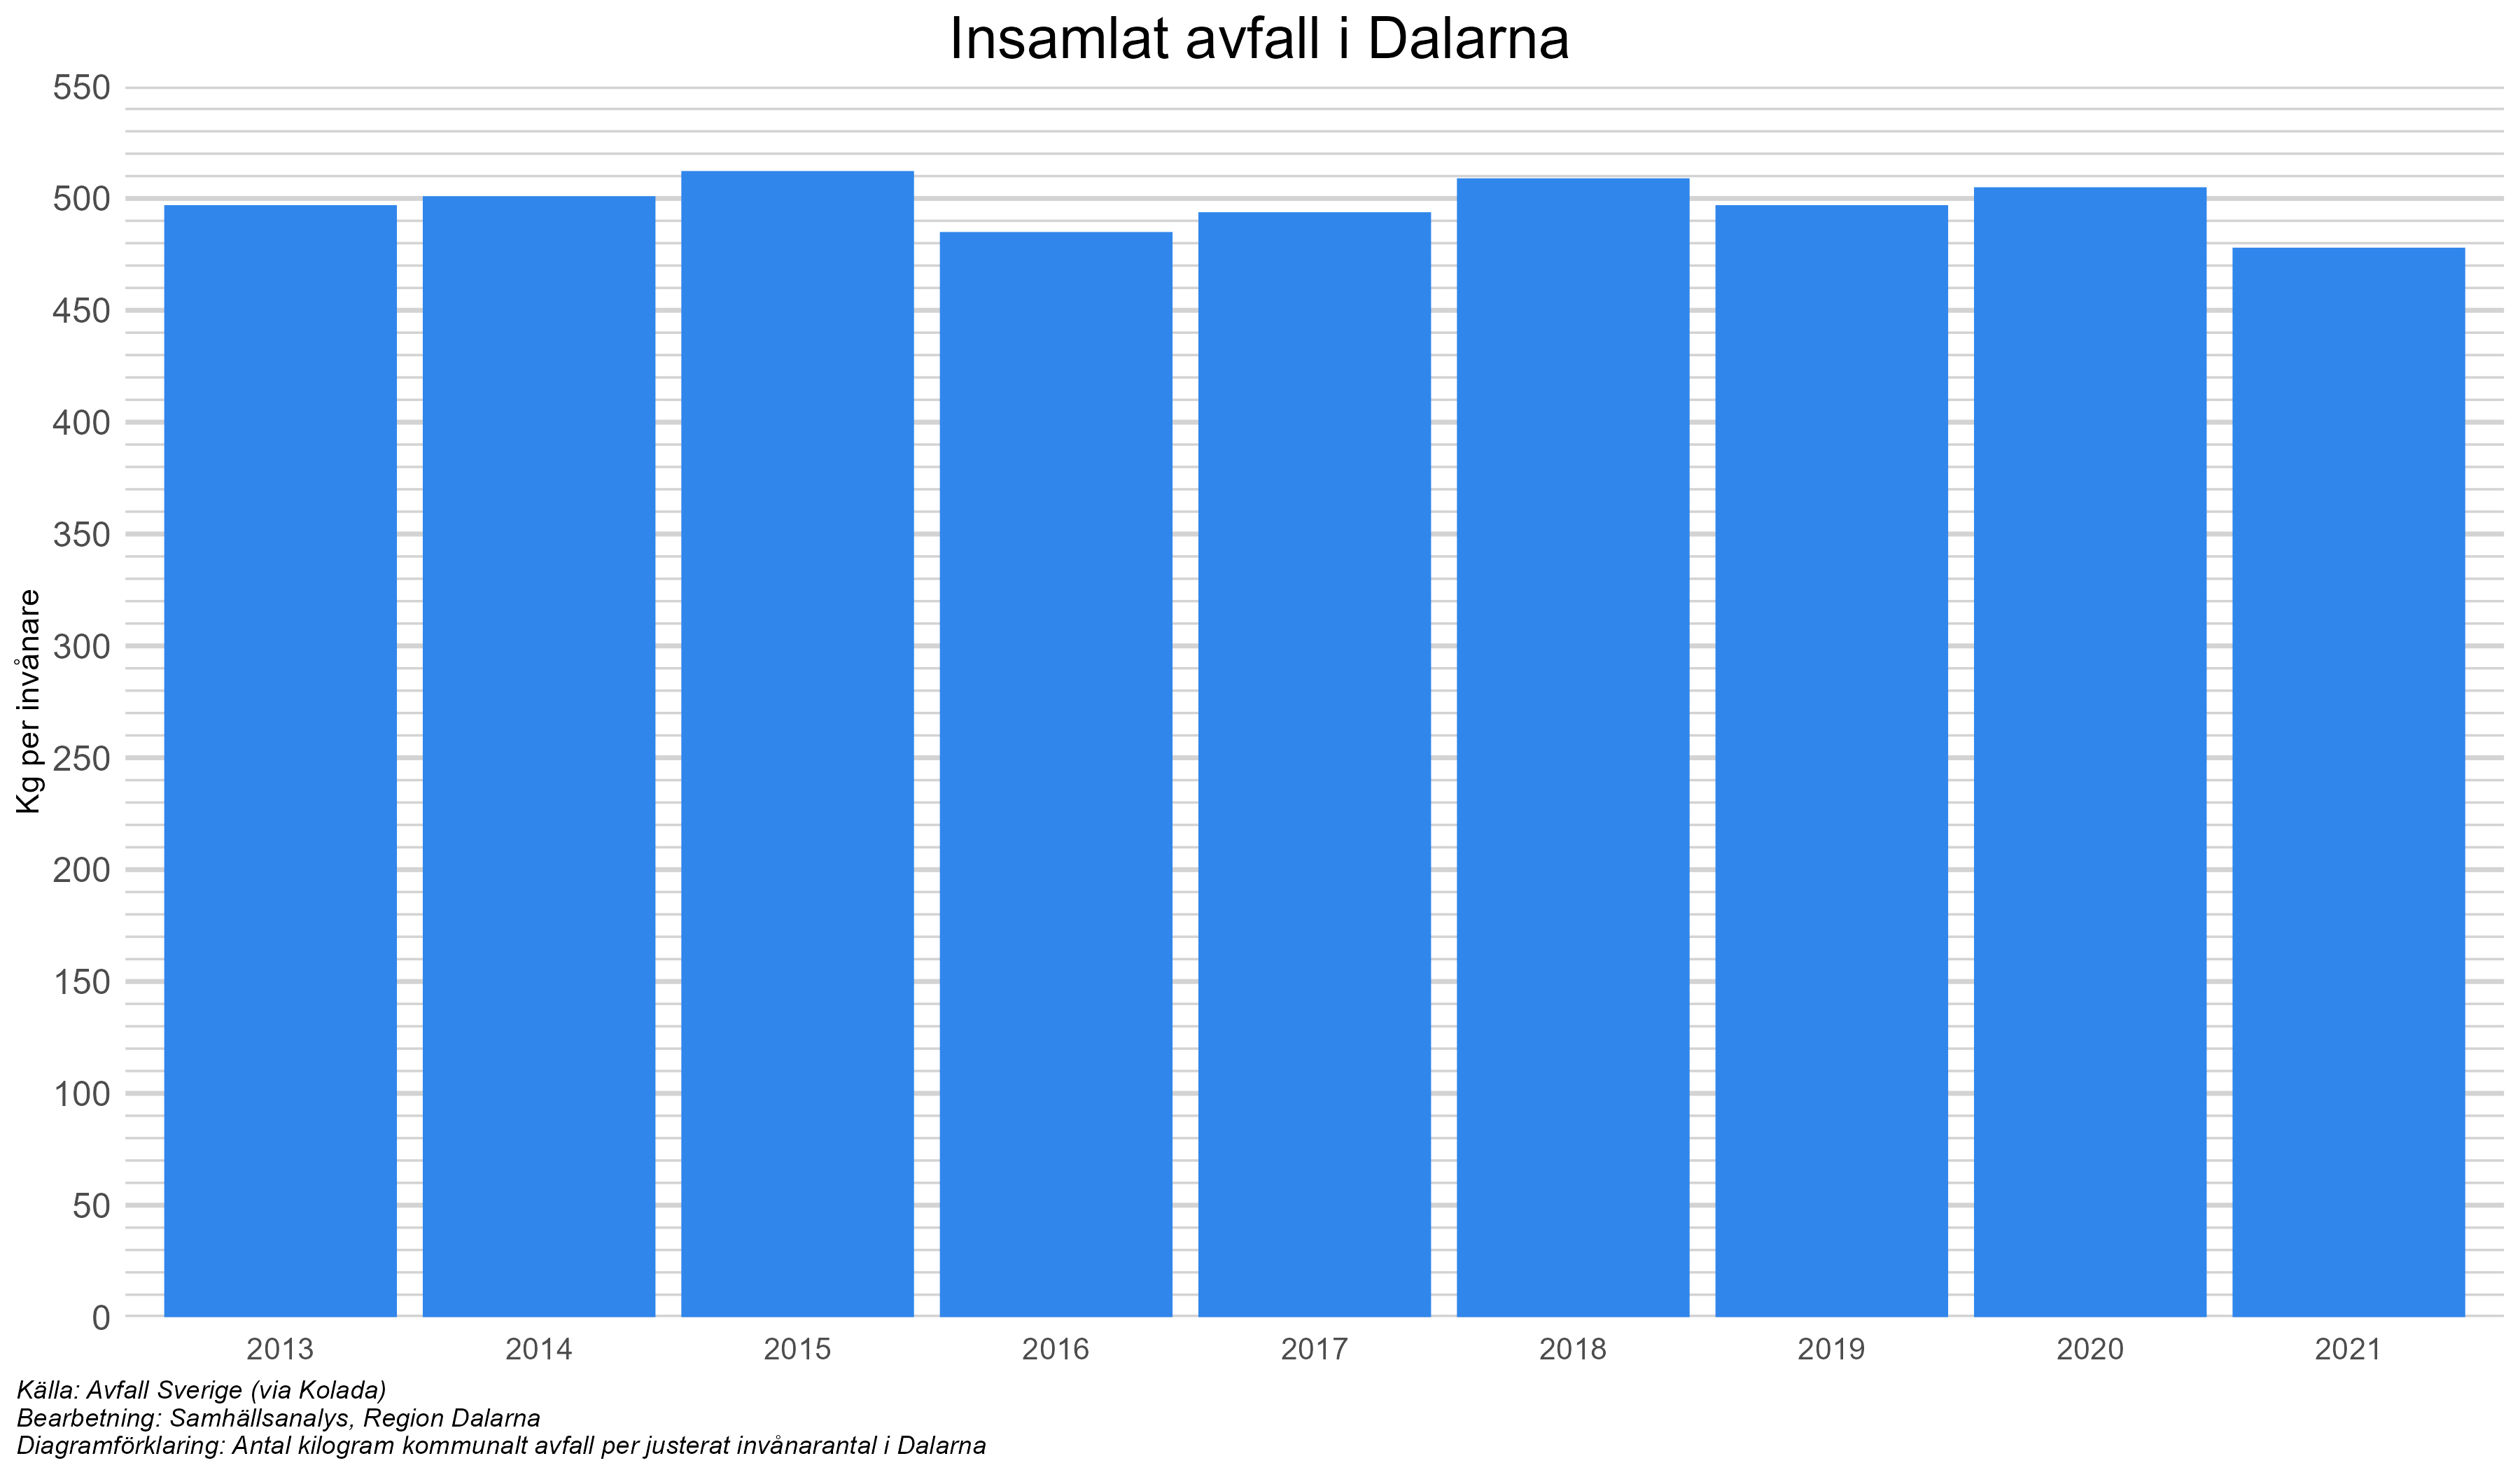 Insamlat avfall i Dalarna
550
500
450
400
350
300
250
200
150
100
50
0
Kg per invånare
2013 2014 2015 2016 2017 2018 2019 2020 2021
Källa: Avfall Sverige (via Kolada)
Bearbetning: Samhällsanalys, Region Dalarna
Diagramförklaring: Antal kilogram kommunalt avfall per justerat invånarantal i Dalarna